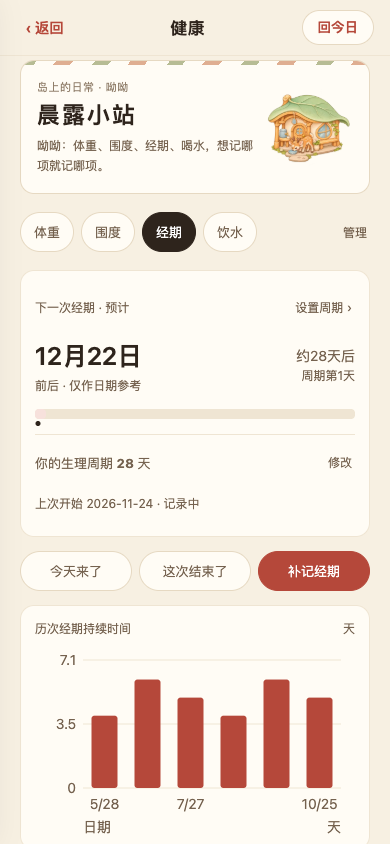 ‹ 返回
健康
回今日
岛上的日常 · 呦呦
晨露小站
呦呦：体重、围度、经期、喝水，想记哪
项就记哪项。
体重
围度
经期
饮水
管理
下一次经期 · 预计
设置周期 ›
12月22日
约28天后
前后 · 仅作日期参考
周期第1天
你的生理周期 28 天
修改
上次开始 2026-11-24 · 记录中
今天来了
这次结束了
补记经期
历次经期持续时间
天
7.1
3.5
0
5/28
7/27
10/25
日期
天